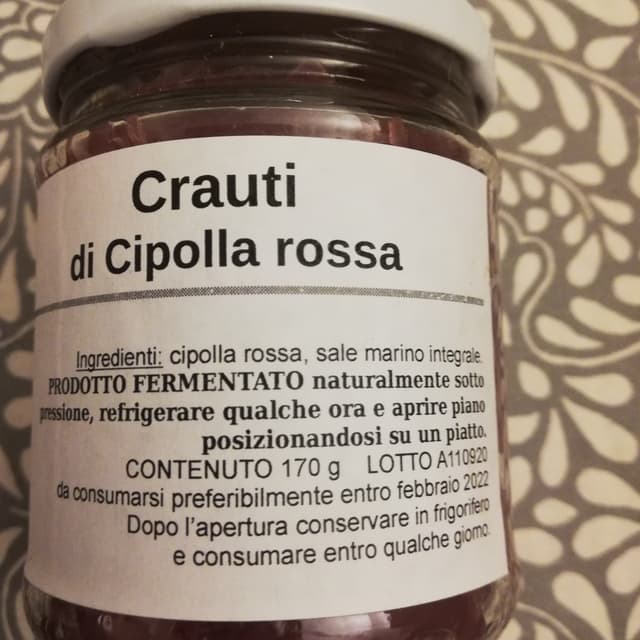 Crauti
di Cipolla rossa
Ingredienti: cipolla rossa, sale marino integrale.
PRODOTTO FERMENTATO naturalmente sotto
pressione, refrigerare qualche ora e aprire piano
posizionandosi su un piatto.
CONTENUTO 170 g LOTTO A110920
da consumarsi preferibilmente entro febbraio 2022
Dopo l'apertura conservare in frigorifero
e consumare entro qualche giorno.